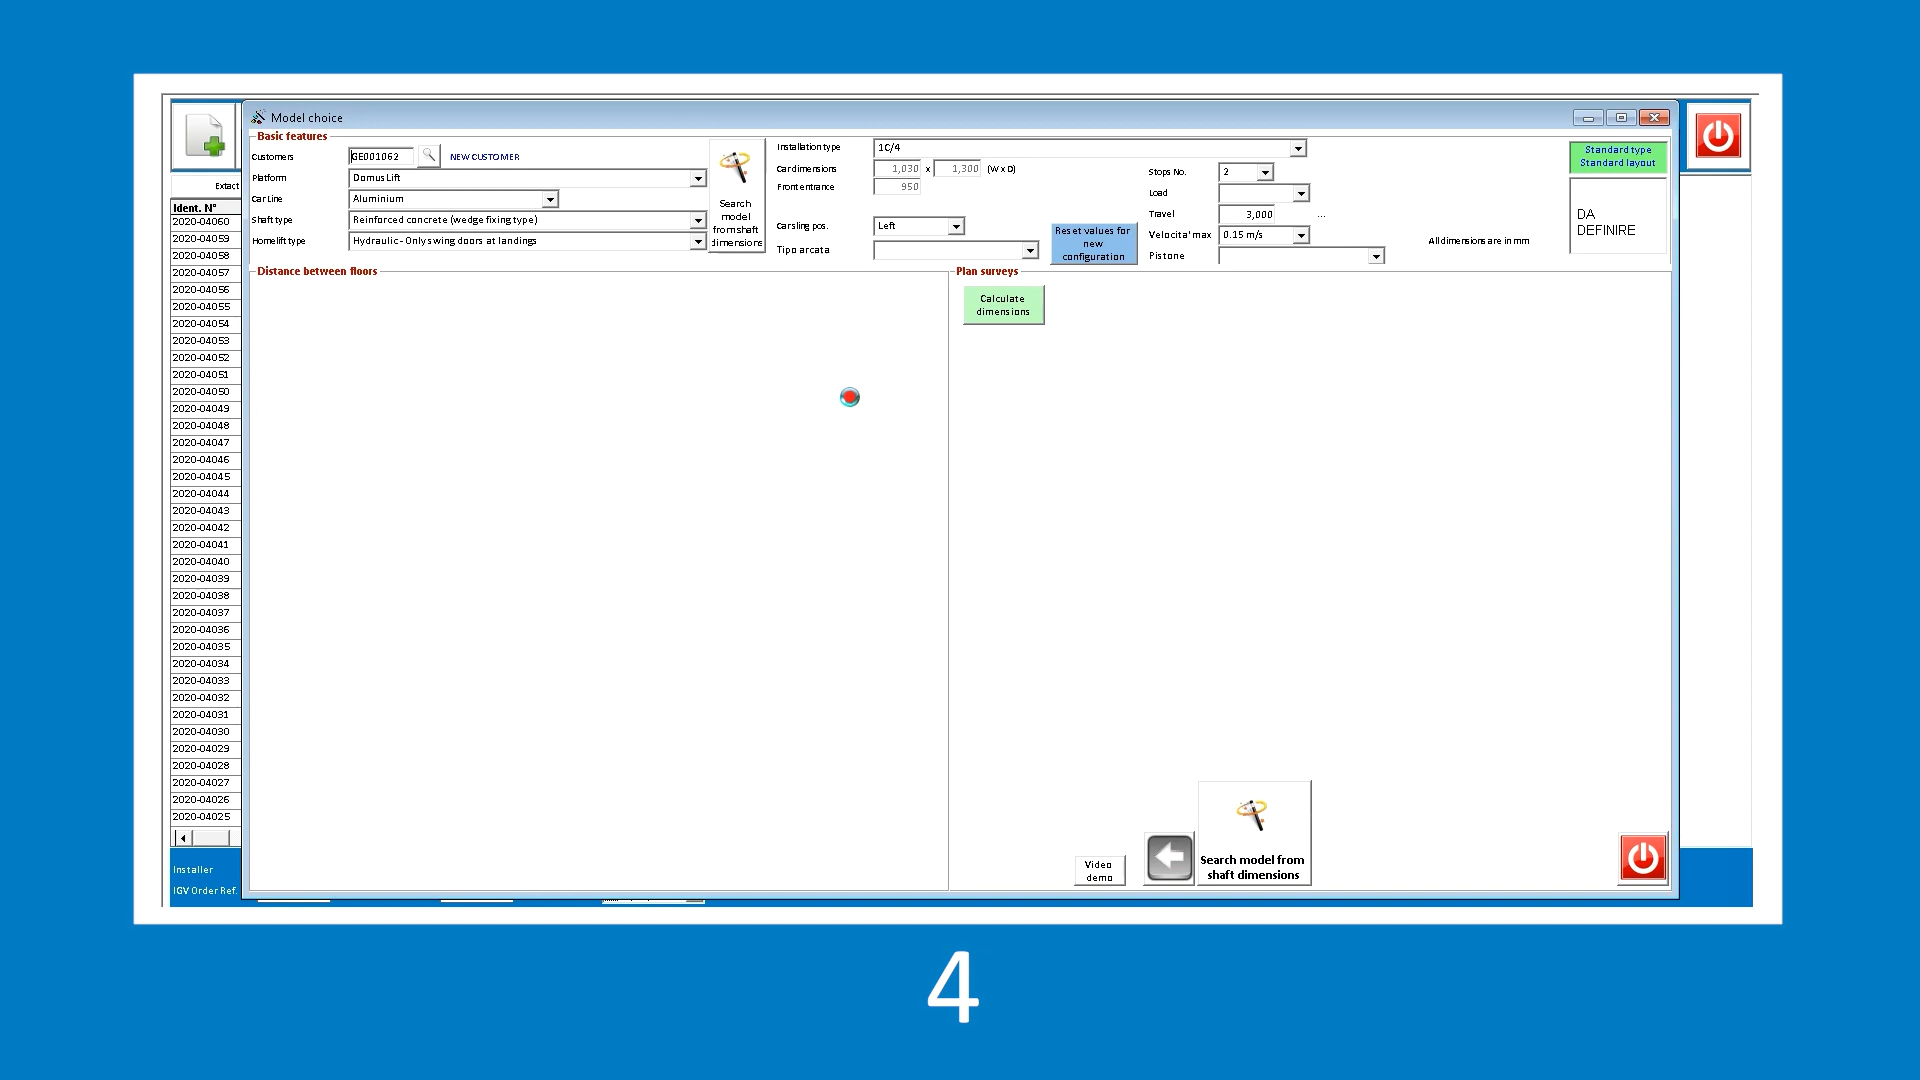 Model choice
Basic features
Customers GE001062 NEW CUSTOMER
Platform DomusLift
Car Line Aluminium
Shaft type Reinforced concrete (wedge fixing type)
Homelift type Hydraulic - Only swing doors at landings
Search
model
from shaft
dimensions
Installation type 1C/4
Car dimensions 1,030 x 1,300 (W x D)
Front entrance 950
Car sling pos. Left
Tipo arcata
Reset values for
new
configuration
Stops No. 2
Load
Travel 3,000 ...
Velocita' max 0.15 m/s
Pistone
All dimensions are in mm
Standard type
Standard layout
DA
DEFINIRE
Distance between floors
Plan surveys
Calculate
dimensions
Extact
Ident. N°
2020-04060
2020-04059
2020-04058
2020-04057
2020-04056
2020-04055
2020-04054
2020-04053
2020-04052
2020-04051
2020-04050
2020-04049
2020-04048
2020-04047
2020-04046
2020-04045
2020-04044
2020-04043
2020-04042
2020-04041
2020-04040
2020-04039
2020-04038
2020-04037
2020-04036
2020-04035
2020-04034
2020-04033
2020-04032
2020-04031
2020-04030
2020-04029
2020-04028
2020-04027
2020-04026
2020-04025
Installer
IGV Order Ref.
Video
demo
Search model from
shaft dimensions
4